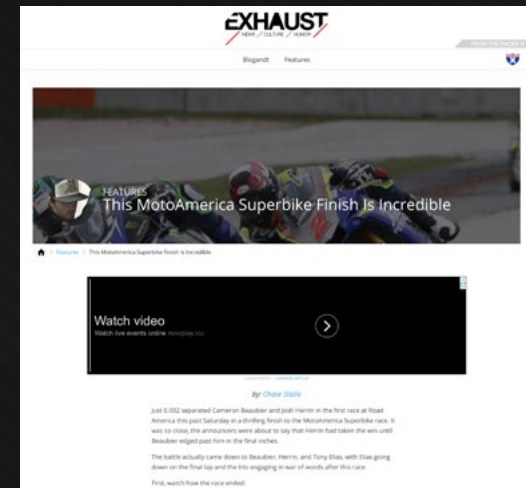 EXHAUST
NEWS / CULTURE / HUMOR
FROM THE PALIER X
Blogandt Features
FEATURES
This MotoAmerica Superbike Finish Is Incredible
> Features > This MotoAmerica Superbike Finish Is Incredible
Watch video
Watch live events online
by: Chase Stalls
Just 0.002 separated Cameron Beaubier and Josh Herrin in the first race at Road
America this past Saturday in a thrilling finish to the MotoAmerica Superbike race. It
was so close, the announcers were about to say that Herrin had taken the win until
Beaubier edged past him in the final inches.
The battle actually came down to Beaubier, Herrin, and Tony Elias, with Elias going
down on the final lap and the trio engaging in war of words after this race.
First, watch how the race ended: